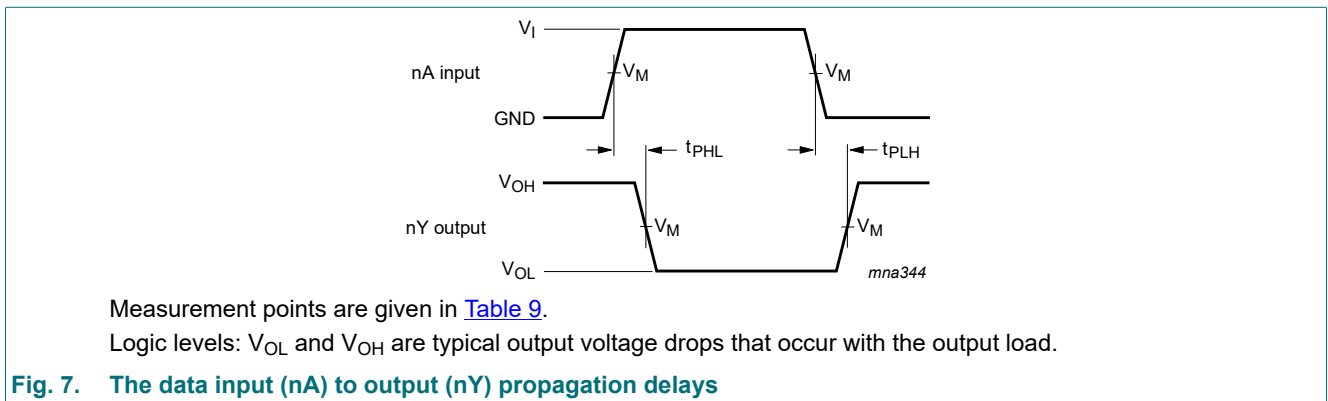 V_I
nA input
V_M
V_M
GND
t_PHL
t_PLH
V_OH
nY output
V_M
V_M
V_OL
mna344
Measurement points are given in Table 9.
Logic levels: V_OL and V_OH are typical output voltage drops that occur with the output load.
Fig. 7. The data input (nA) to output (nY) propagation delays